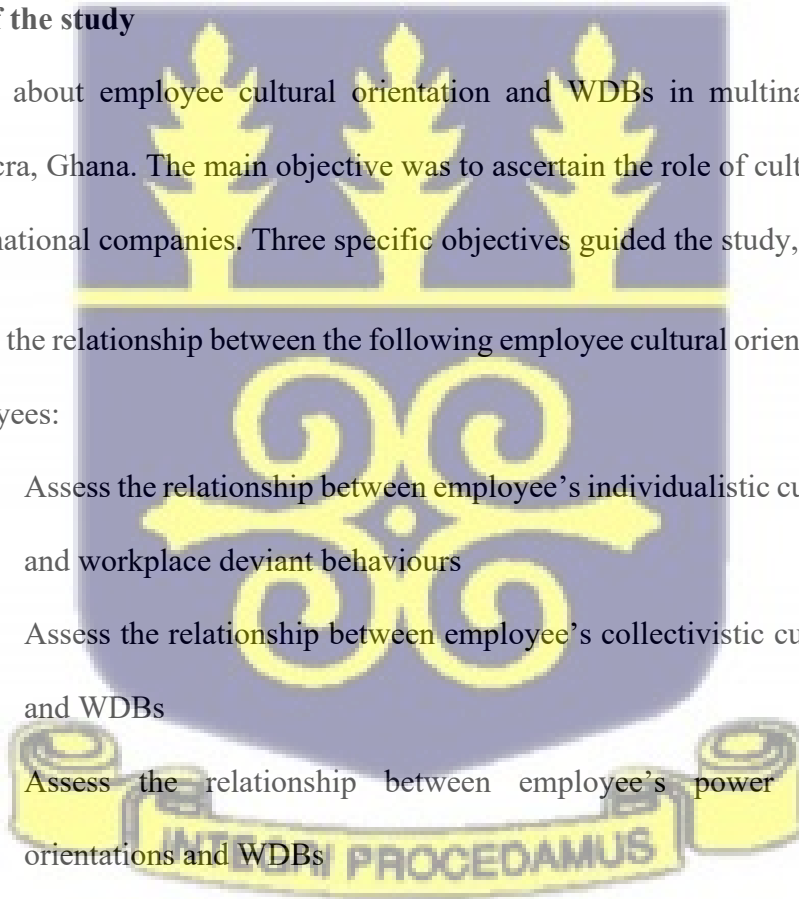 f the study
about employee cultural orientation and WDBs in multina
cra, Ghana. The main objective was to ascertain the role of cult
national companies. Three specific objectives guided the study,
the relationship between the following employee cultural orien
yees:
Assess the relationship between employee’s individualistic cu
and workplace deviant behaviours
Assess the relationship between employee’s collectivistic cu
and WDBs
Assess the relationship between employee’s power
orientations and WDBs
INTEGRI PROCEDAMUS